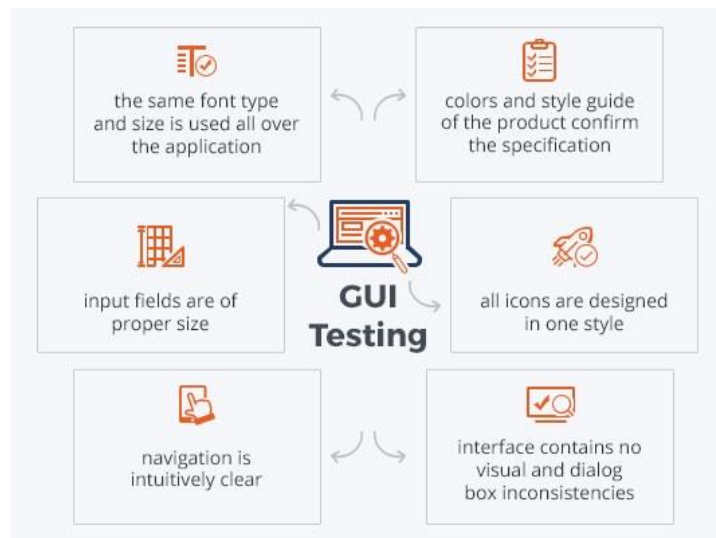 the same font type
and size is used all over
the application
colors and style guide
of the product confirm
the specification
input fields are of
proper size
GUI
Testing
all icons are designed
in one style
navigation is
intuitively clear
interface contains no
visual and dialog
box inconsistencies